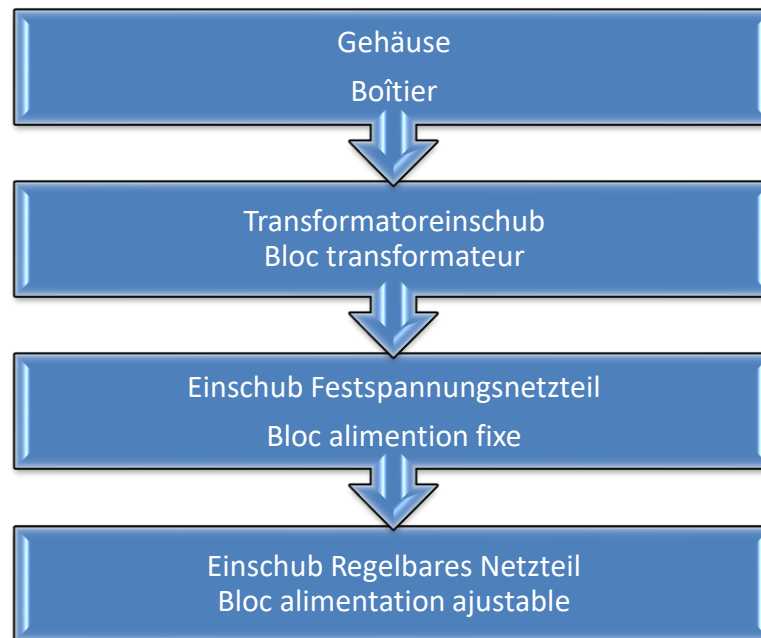 Gehäuse
Boîtier
Transformatoreinschub
Bloc transformateur
Einschub Festspannungsnetzteil
Bloc alimention fixe
Einschub Regelbares Netzteil
Bloc alimentation ajustable